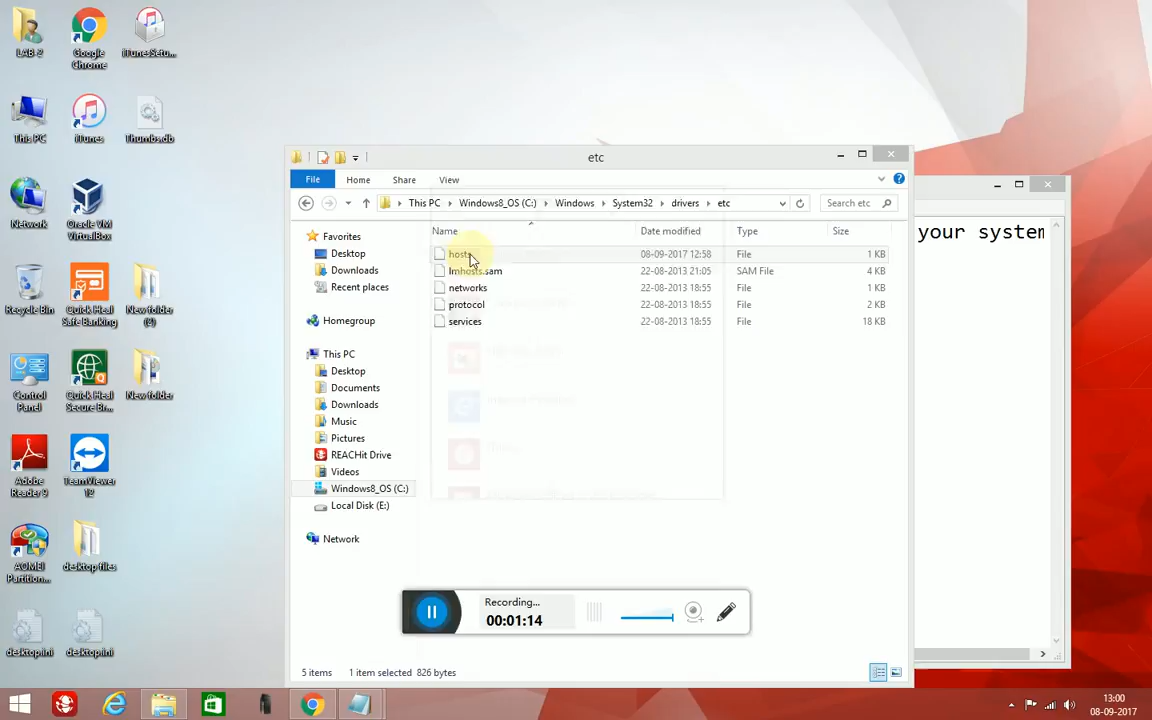 LAB-2
Google
Chrome
iTunesSetu...
This PC
iTunes
Thumbs.db
Network
Oracle VM
VirtualBox
Recycle Bin
Quick Heal
Safe Banking
New folder
(2)
Control
Panel
Quick Heal
Secure Br...
New folder
Adobe
Reader 9
TeamViewer
12
AOMEI
Partition...
desktop files
desktop.ini
desktop.ini
etc
File
Home
Share
View
This PC
Windows8_OS (C:)
Windows
System32
drivers
etc
Search etc
Name
Date modified
Type
Size
hosts
08-09-2017 12:58
File
1 KB
lmhosts.sam
22-08-2013 21:05
SAM File
4 KB
networks
22-08-2013 18:55
File
1 KB
protocol
22-08-2013 18:55
File
2 KB
services
22-08-2013 18:55
File
18 KB
Favorites
Desktop
Downloads
Recent places
Homegroup
This PC
Desktop
Documents
Downloads
Music
Pictures
REACHit Drive
Videos
Windows8_OS (C:)
Local Disk (E:)
Network
5 items
1 item selected 826 bytes
your system
Recording...
00:01:14
13:00
08-09-2017